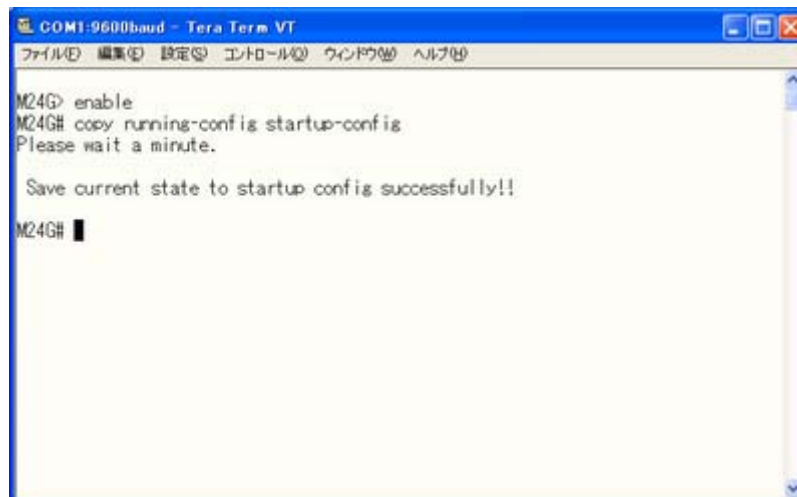 COM1:9600baud - Tera Term VT
ファイル(F) 編集(E) 設定(S) コントロール(O) ウィンドウ(W) ヘルプ(H)
M24G> enable
M24G# copy running-config startup-config
Please wait a minute.
Save current state to startup config successfully!!
M24G#